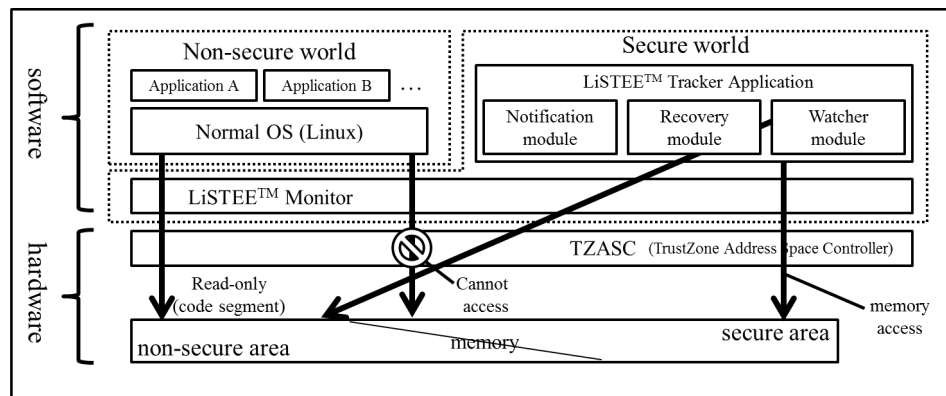 software
hardware
Non-secure world
Application A
Application B
...
Normal OS (Linux)
Secure world
LiSTEE™ Tracker Application
Notification
module
Recovery
module
Watcher
module
LiSTEE™ Monitor
TZASC (TrustZone Address Space Controller)
Read-only
(code segment)
Cannot
access
memory
access
non-secure area
memory
secure area